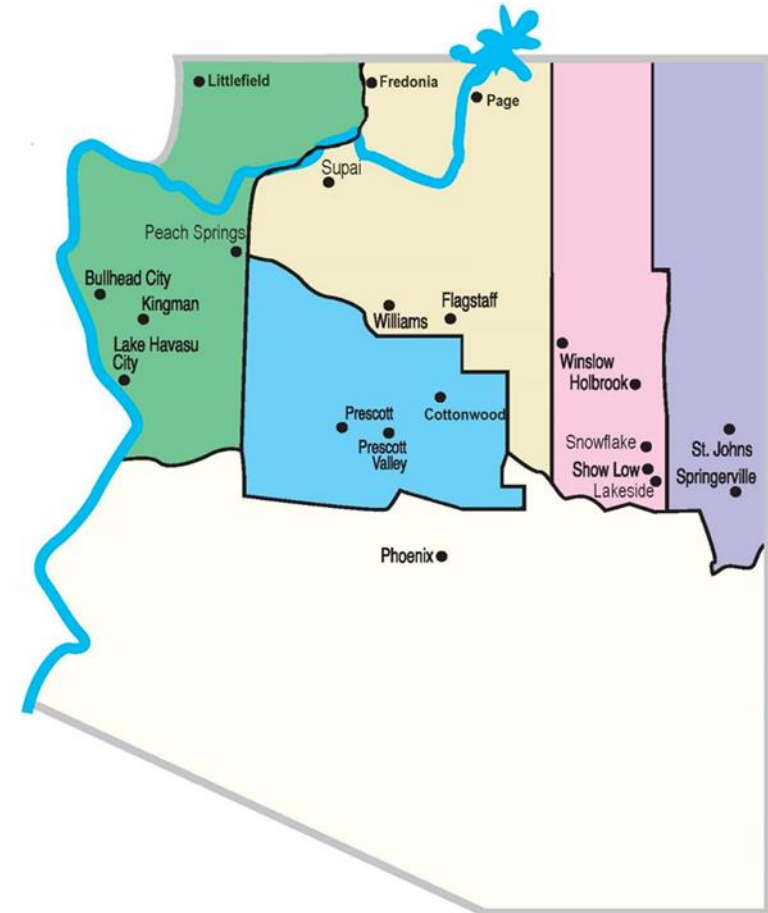 Littlefield
Fredonia
Page
Supai
Peach Springs
Bullhead City
Kingman
Flagstaff
Williams
Lake Havasu
City
Winslow
Holbrook
Prescott
Cottonwood
Prescott
Valley
Snowflake
St. Johns
Show Low
Springerville
Lakeside
Phoenix